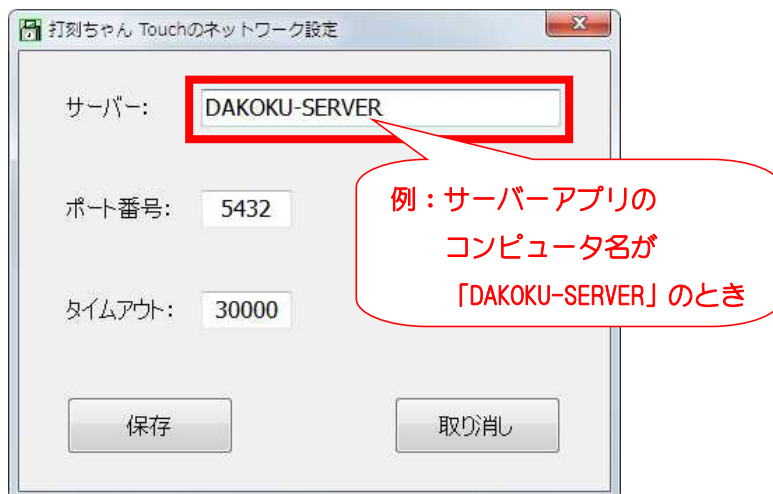 打刻ちゃん Touchのネットワーク設定
サーバー: DAKOKU-SERVER
例：サーバーアプリの
コンピュータ名が
「DAKOKU-SERVER」のとき
ポート番号: 5432
タイムアウト: 30000
保存 取り消し